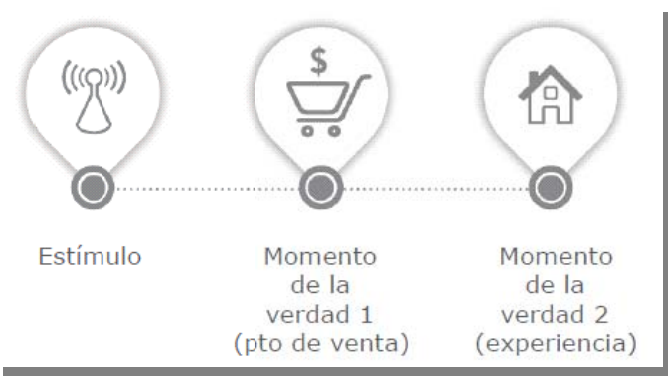 $
Estímulo
Momento
de la
verdad 1
(pto de venta)
Momento
de la
verdad 2
(experiencia)